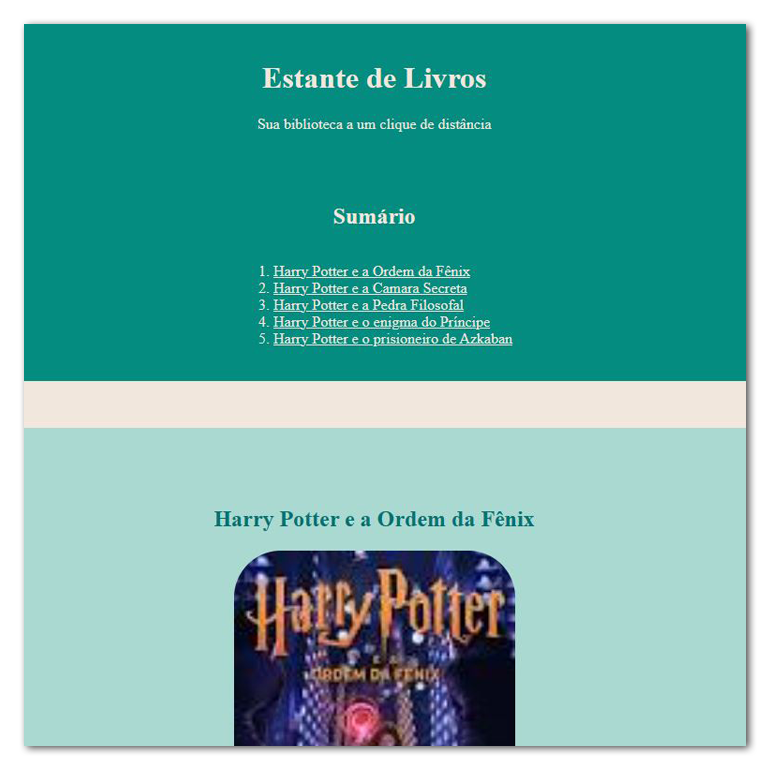 Estante de Livros
Sua biblioteca a um clique de distância
Sumário
1. Harry Potter e a Ordem da Fênix
2. Harry Potter e a Camara Secreta
3. Harry Potter e a Pedra Filosofal
4. Harry Potter e o enigma do Príncipe
5. Harry Potter e o prisioneiro de Azkaban
Harry Potter e a Ordem da Fênix
Harry Potter
E A
ORDEM DA FÊNIX